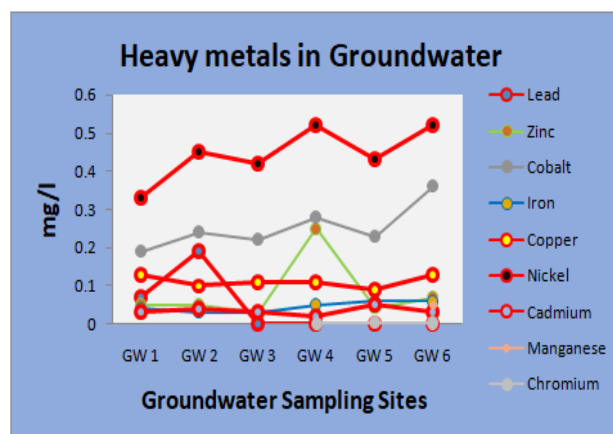 Heavy metals in Groundwater
0.6
0.5
0.4
0.3
0.2
0.1
0
mg/l
GW 1 GW 2 GW 3 GW 4 GW 5 GW 6
Groundwater Sampling Sites
Lead
Zinc
Cobalt
Iron
Copper
Nickel
Cadmium
Manganese
Chromium